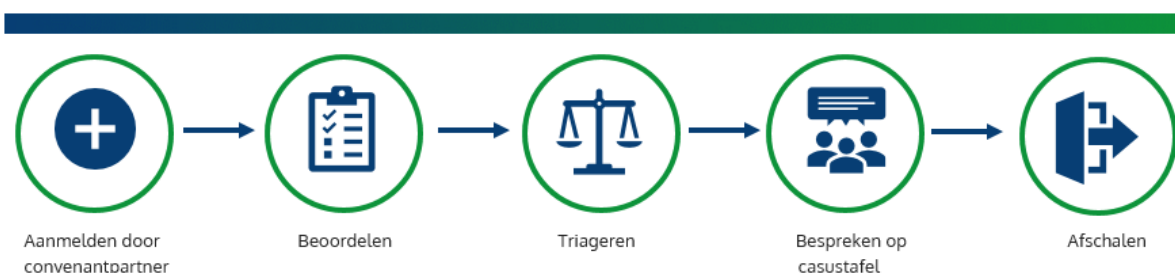 Aanmelden door
convenantpartner
Beoordelen
Triageren
Bespreken op
casustafel
Afschalen